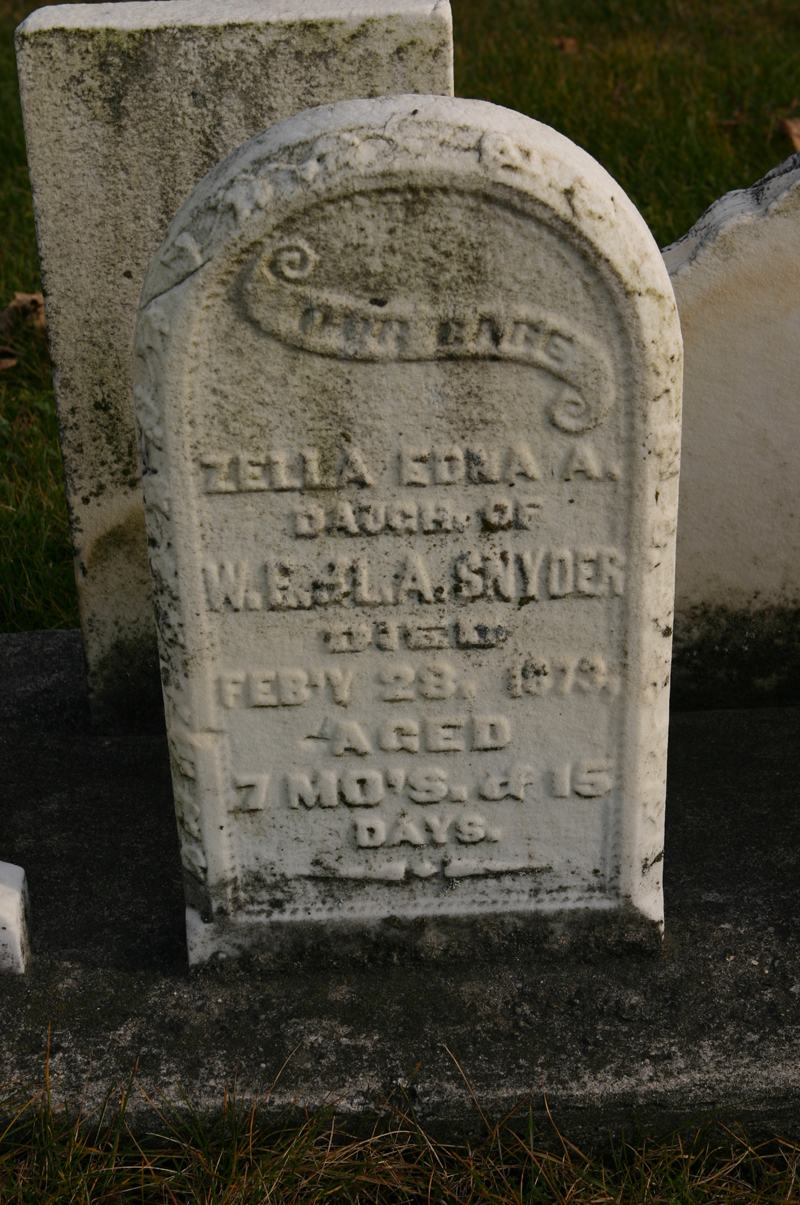 OUR BABE
ZELLA EDNA A.
DAUGH. OF
W. H. & L. A. SNYDER
DIED
FEB'Y 28. 1873.
AGED
7 MO'S. & 15
DAYS.